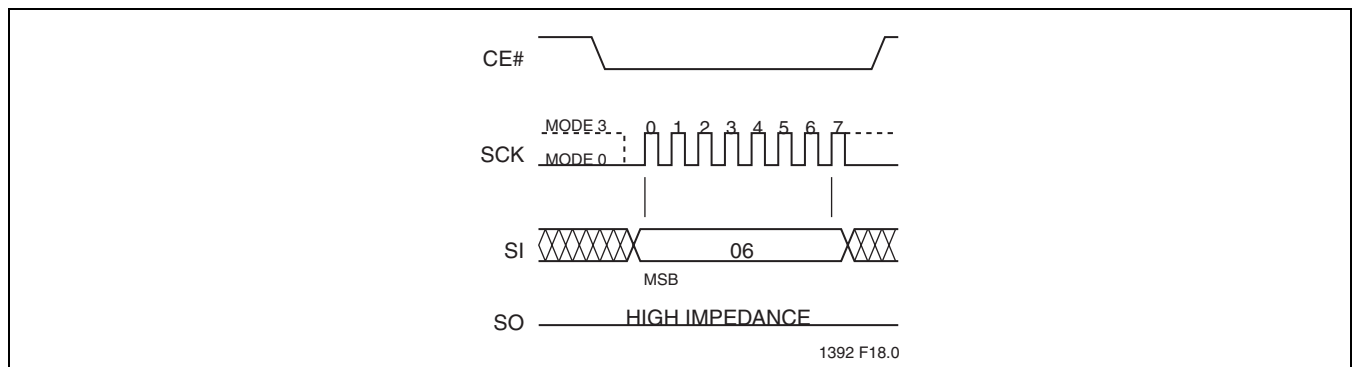 CE#
MODE 3 0 1 2 3 4 5 6 7
SCK MODE 0
SI 06
MSB
SO HIGH IMPEDANCE
1392 F18.0